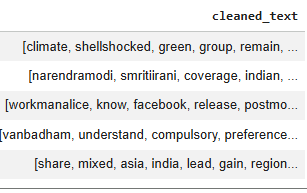 cleaned_text
[climate, shellshocked, green, group, remain, ...
[narendramodi, smritiirani, coverage, indian, ...
[workmanalice, know, facebook, release, postmo...
[vanbadham, understand, compulsory, preference...
[share, mixed, asia, india, lead, gain, region...